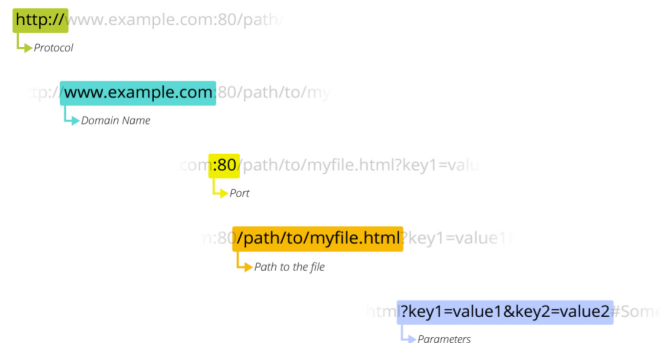 http://www.example.com:80/path/
Protocol
tp://www.example.com:80/path/to/my
Domain Name
com:80/path/to/myfile.html?key1=valu
Port
:80/path/to/myfile.html?key1=value1
Path to the file
html?key1=value1&key2=value2#Some
Parameters